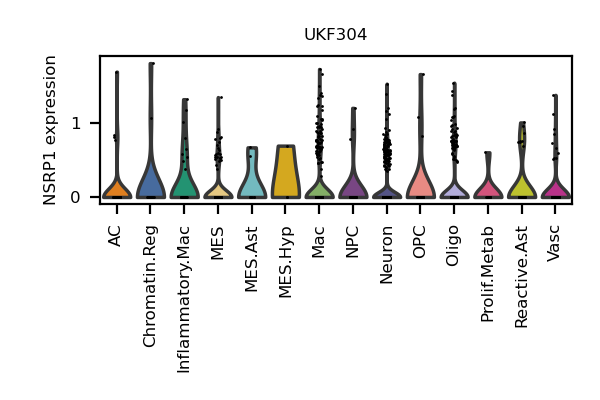 UKF304
NSRP1 expression
1
0
AC
Chromatin.Reg
Inflammatory.Mac
MES
MES.Ast
MES.Hyp
Mac
NPC
Neuron
OPC
Oligo
Prolif.Metab
Reactive.Ast
Vasc